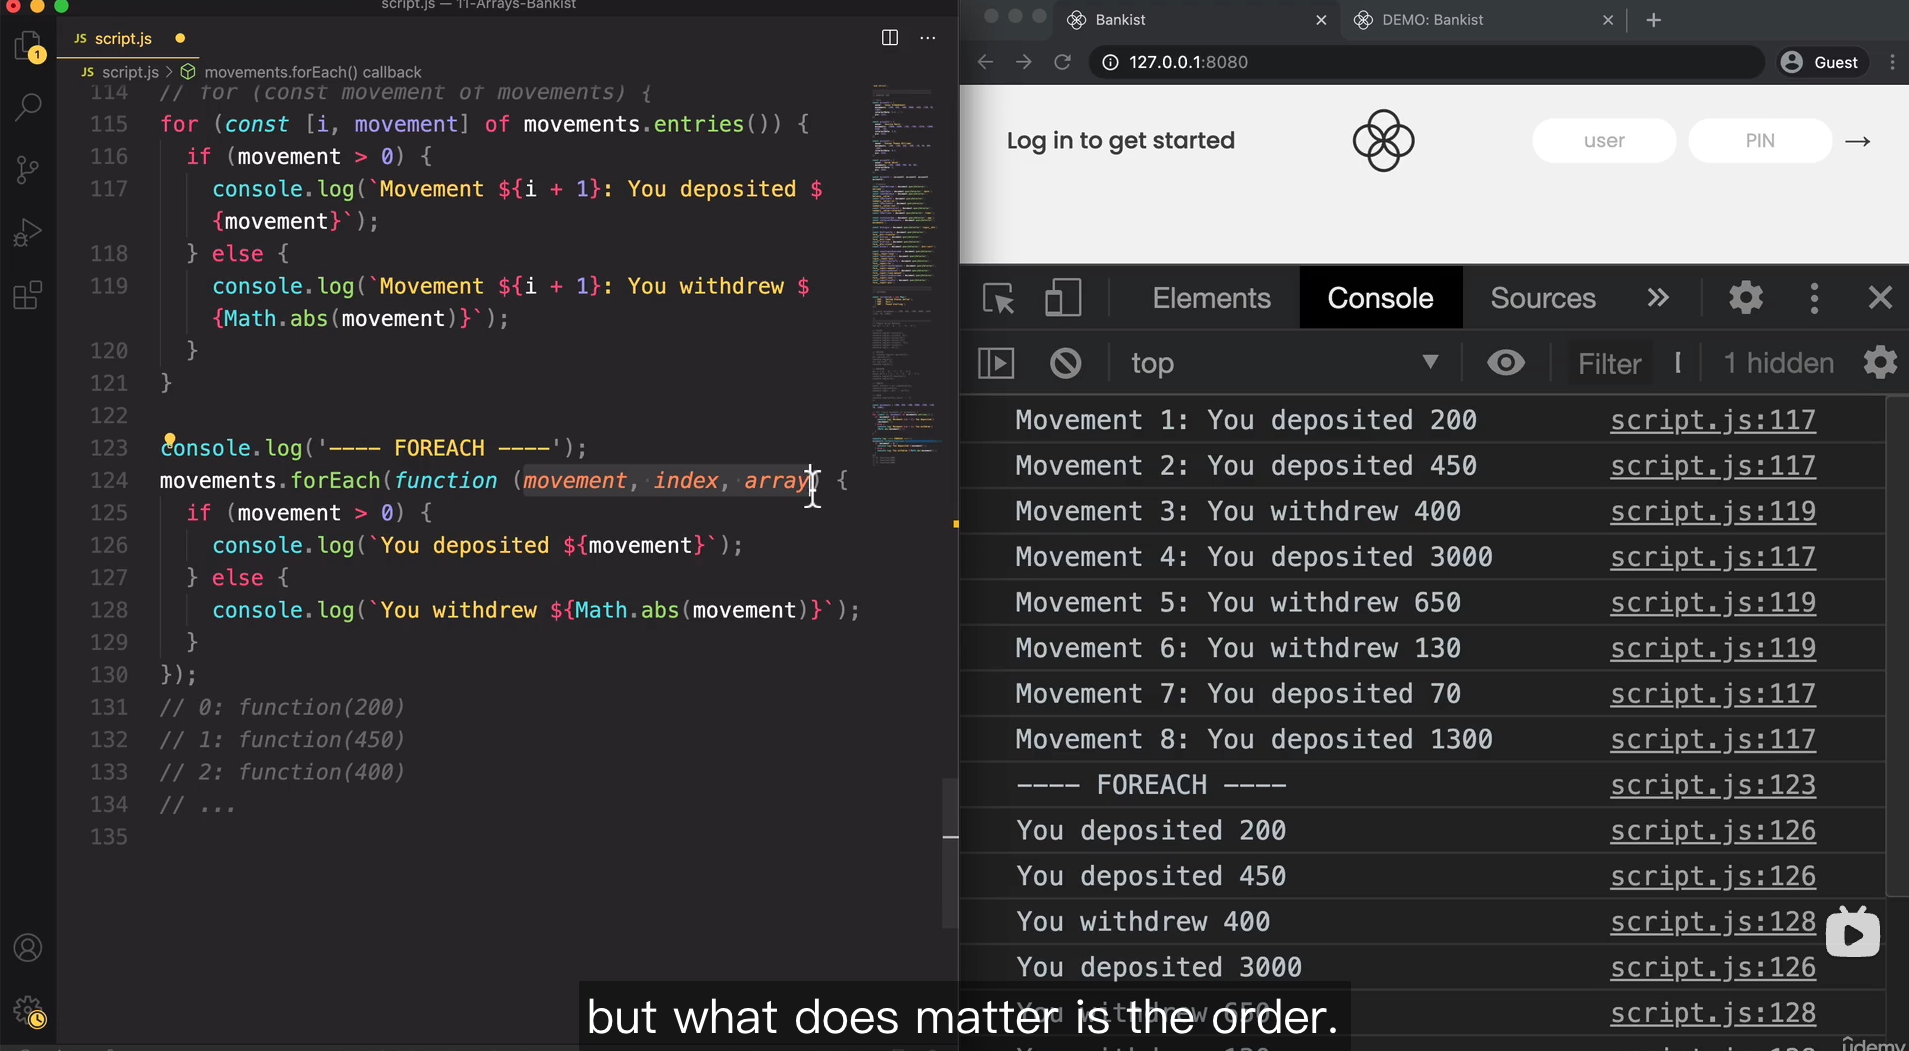 script.js — 11-Arrays-Bankist
JS script.js
JS script.js > movements.forEach() callback
114 // for (const movement of movements) {
115 for (const [i, movement] of movements.entries()) {
116 if (movement > 0) {
117 console.log(`Movement ${i + 1}: You deposited $
{movement}`);
118 } else {
119 console.log(`Movement ${i + 1}: You withdrew $
{Math.abs(movement)}`);
120 }
121 }
122
123 console.log('---- FOREACH ----');
124 movements.forEach(function (movement, index, array) {
125 if (movement > 0) {
126 console.log(`You deposited ${movement}`);
127 } else {
128 console.log(`You withdrew ${Math.abs(movement)}`);
129 }
130 });
131 // 0: function(200)
132 // 1: function(450)
133 // 2: function(400)
134 // ...
135
1
Bankist
DEMO: Bankist
127.0.0.1:8080
Guest
Log in to get started
user
PIN
Elements Console Sources
top Filter 1 hidden
Movement 1: You deposited 200 script.js:117
Movement 2: You deposited 450 script.js:117
Movement 3: You withdrew 400 script.js:119
Movement 4: You deposited 3000 script.js:117
Movement 5: You withdrew 650 script.js:119
Movement 6: You withdrew 130 script.js:119
Movement 7: You deposited 70 script.js:117
Movement 8: You deposited 1300 script.js:117
---- FOREACH ---- script.js:123
You deposited 200 script.js:126
You deposited 450 script.js:126
You withdrew 400 script.js:128
You deposited 3000 script.js:126
You withdrew 650 script.js:128
but what does matter is the order.
udemy